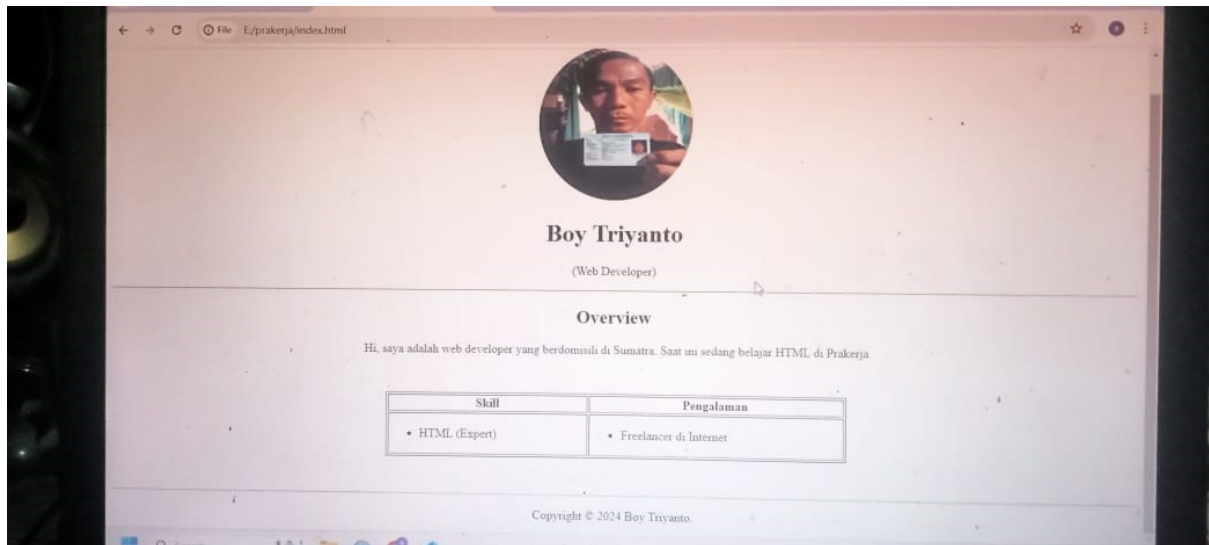 File E:/prakerja/index.html
Boy Triyanto
(Web Developer)
Overview
Hi, saya adalah web developer yang berdomisili di Sumatra. Saat ini sedang belajar HTML di Prakerja
Skill Pengalaman
• HTML (Expert) • Freelancer di Internet
Copyright © 2024 Boy Triyanto.